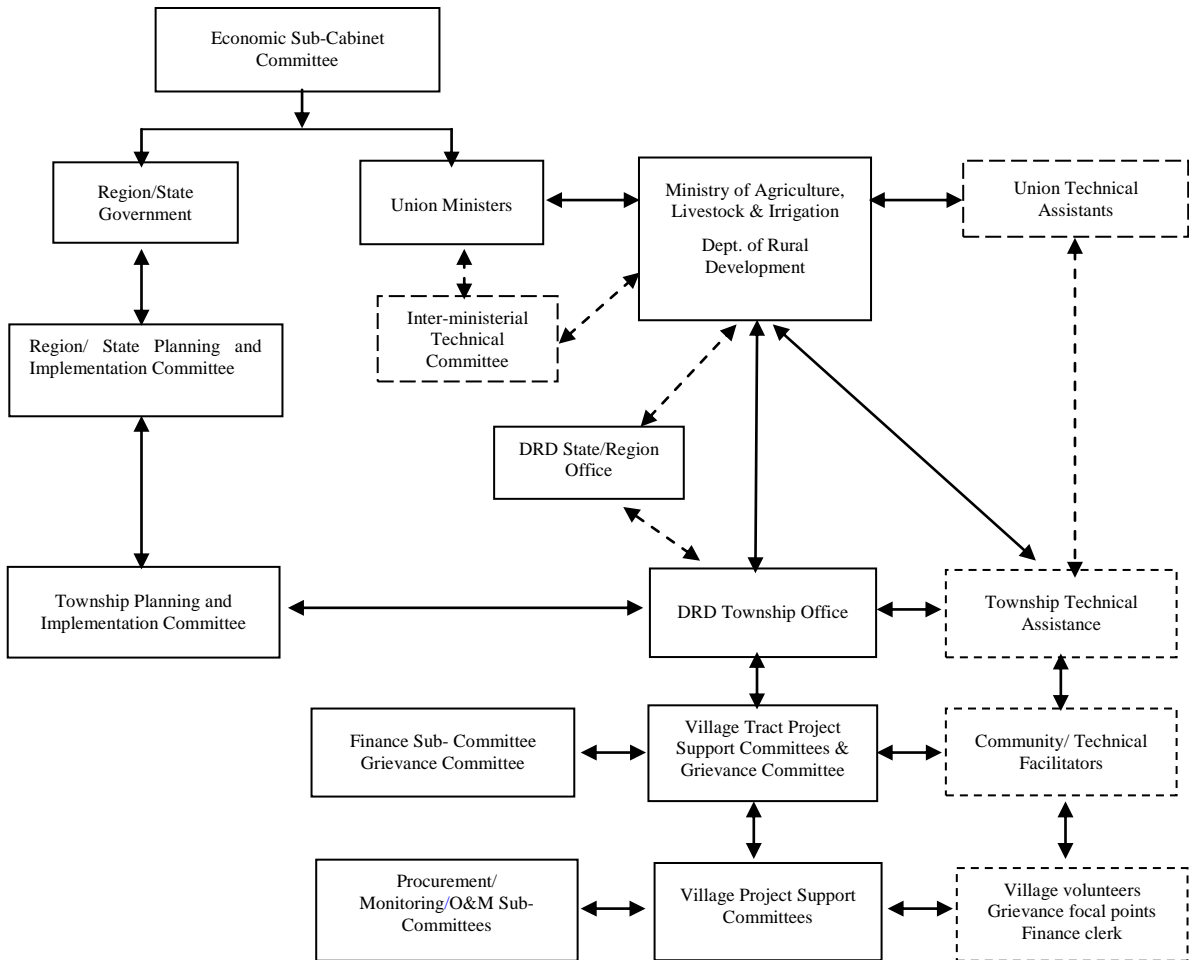 Economic Sub-Cabinet
Committee
Region/State
Government
Union Ministers
Ministry of Agriculture,
Livestock & Irrigation
Dept. of Rural
Development
Union Technical
Assistants
Region/ State Planning and
Implementation Committee
Inter-ministerial
Technical
Committee
DRD State/Region
Office
Township Planning and
Implementation Committee
DRD Township Office
Township Technical
Assistance
Finance Sub- Committee
Grievance Committee
Village Tract Project
Support Committees &
Grievance Committee
Community/ Technical
Facilitators
Procurement/
Monitoring/O&M Sub-
Committees
Village Project Support
Committees
Village volunteers
Grievance focal points
Finance clerk